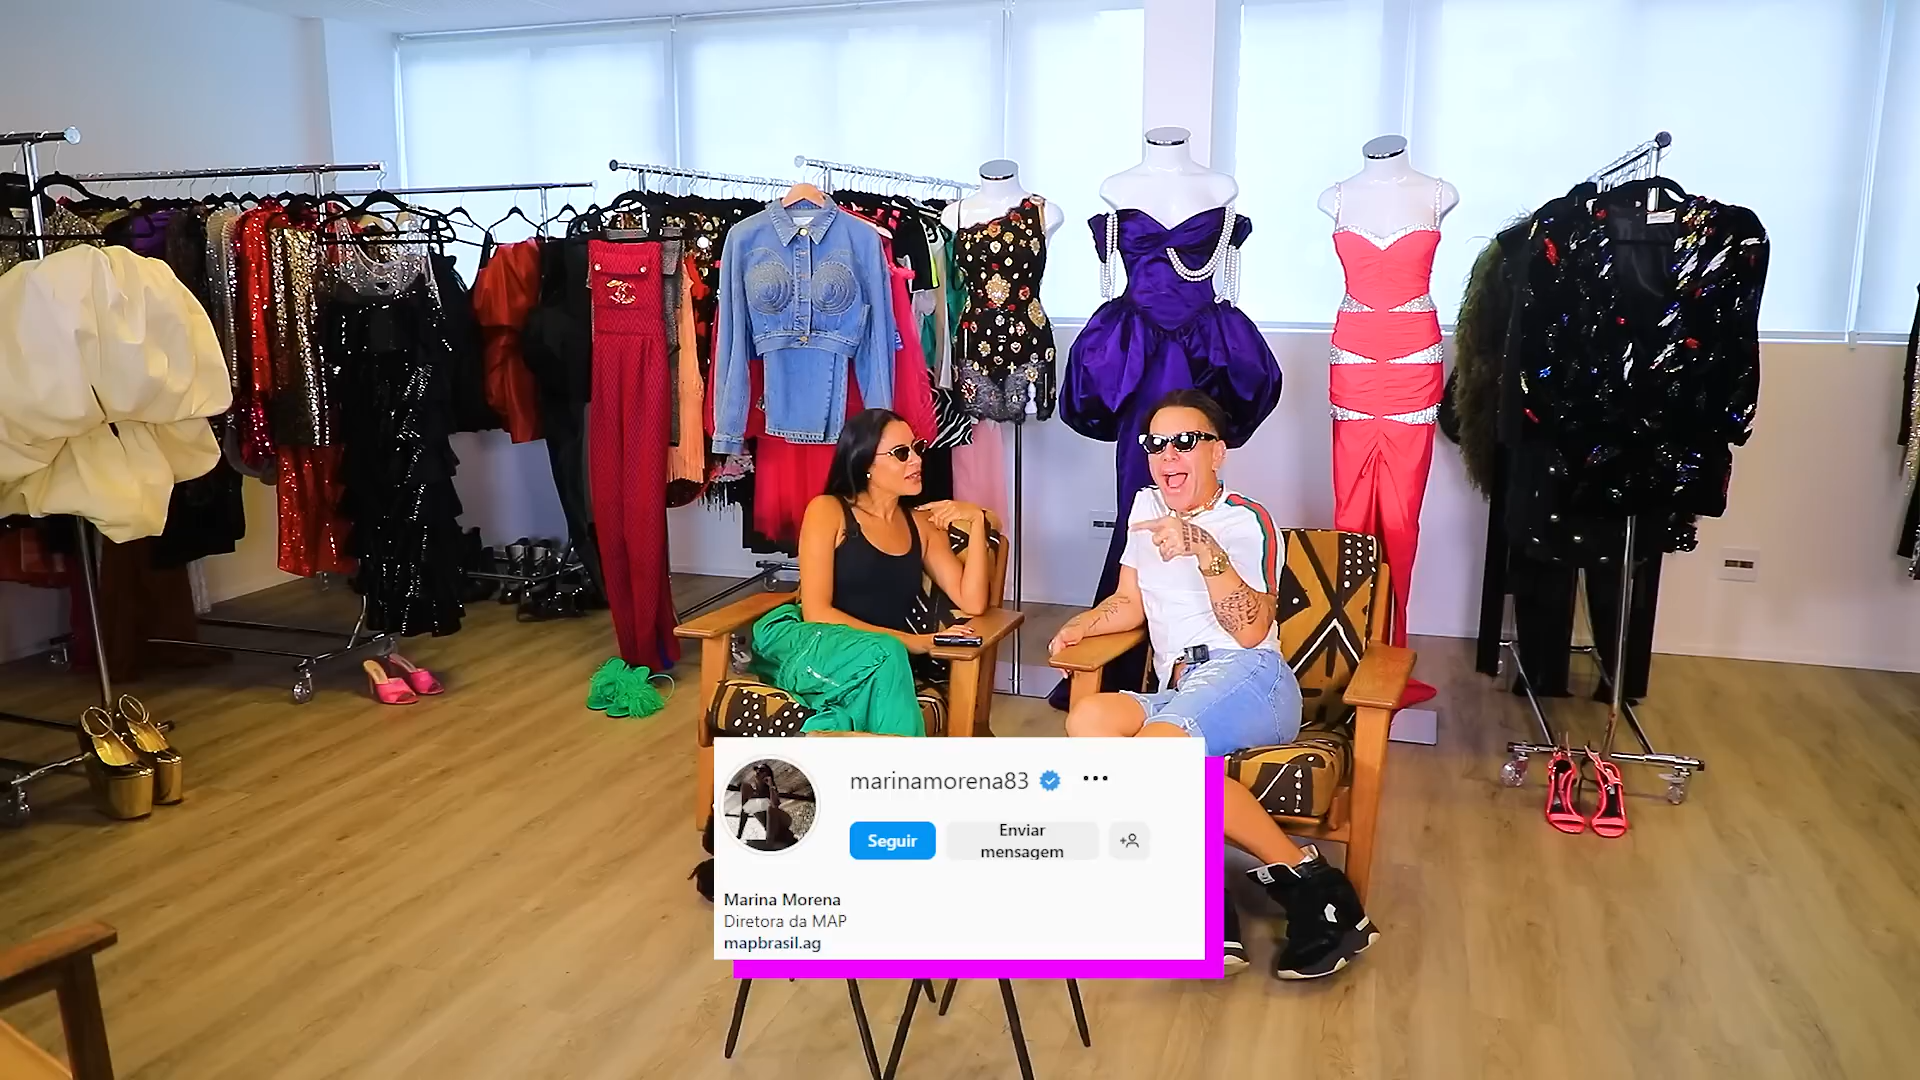 marinamorena83
Seguir
Enviar
mensagem
Marina Morena
Diretora da MAP
mapbrasil.ag